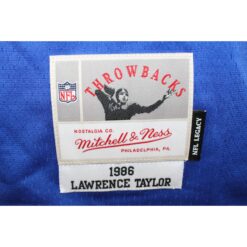 THROWBACKS
NFL
NOSTALGIA CO.
Mitchell & Ness
PHILADELPHIA, PA.
NFL LEGACY
1986
LAWRENCE TAYLOR